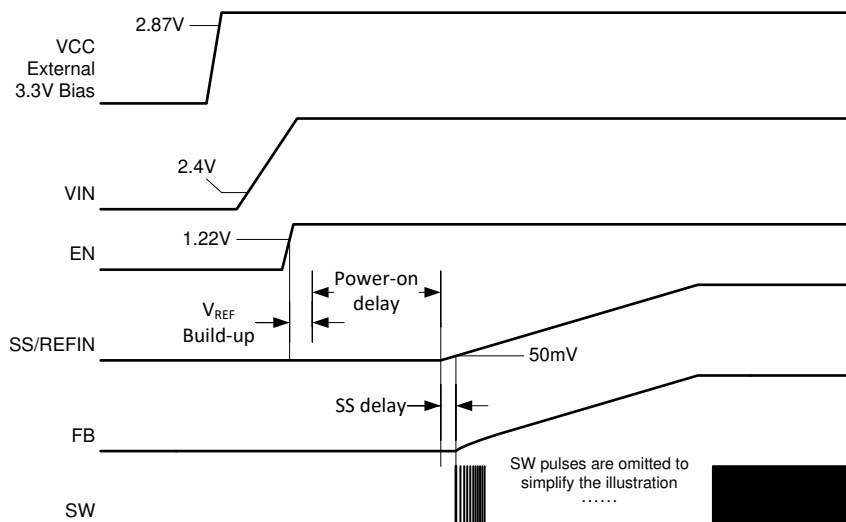 2.87V
VCC
External
3.3V Bias
2.4V
VIN
1.22V
EN
Power-on
delay
VREF
Build-up
SS/REFIN
50mV
SS delay
FB
SW pulses are omitted to
simplify the illustration
......
SW